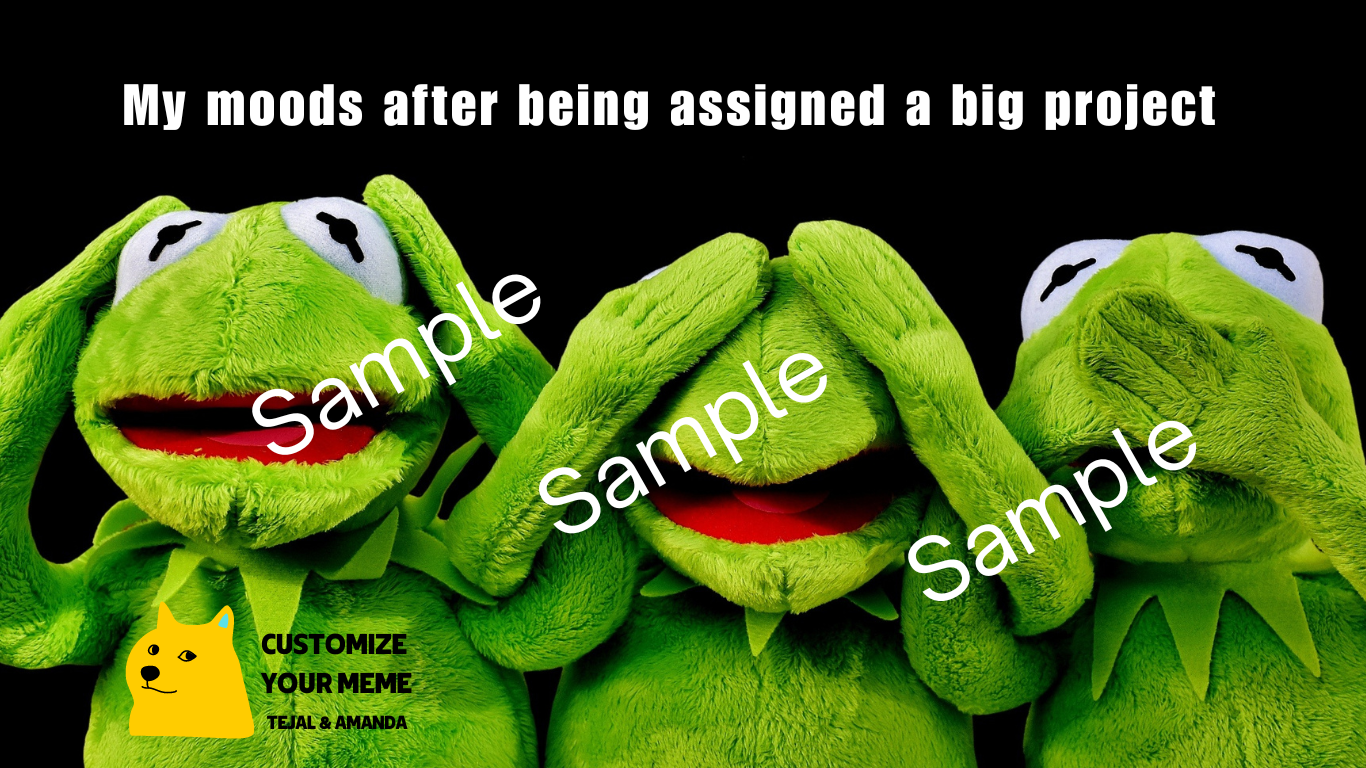 My moods after being assigned a big project
Sample
Sample
Sample
CUSTOMIZE
YOUR MEME
TEJAL & AMANDA